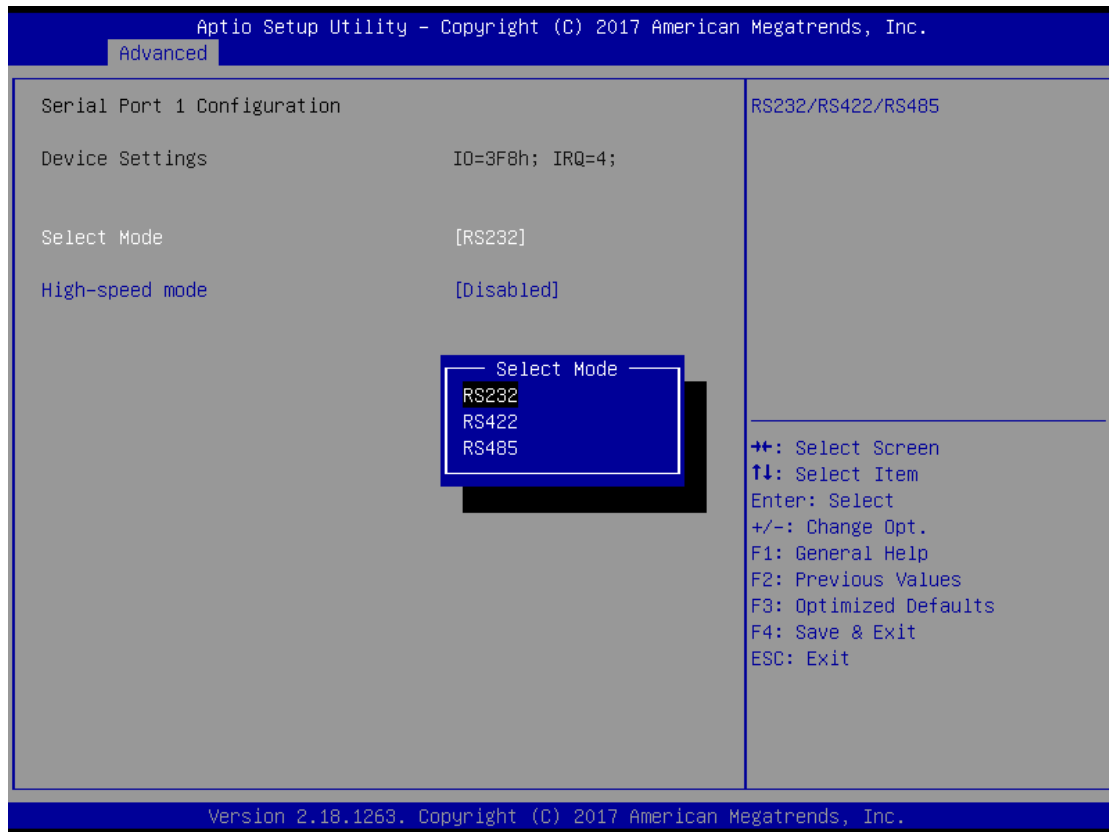 Aptio Setup Utility – Copyright (C) 2017 American Megatrends, Inc.
Advanced
Serial Port 1 Configuration
Device Settings IO=3F8h; IRQ=4;
Select Mode [RS232]
High-speed mode [Disabled]
Select Mode
RS232
RS422
RS485
RS232/RS422/RS485
→←: Select Screen
↑↓: Select Item
Enter: Select
+/-: Change Opt.
F1: General Help
F2: Previous Values
F3: Optimized Defaults
F4: Save & Exit
ESC: Exit
Version 2.18.1263. Copyright (C) 2017 American Megatrends, Inc.